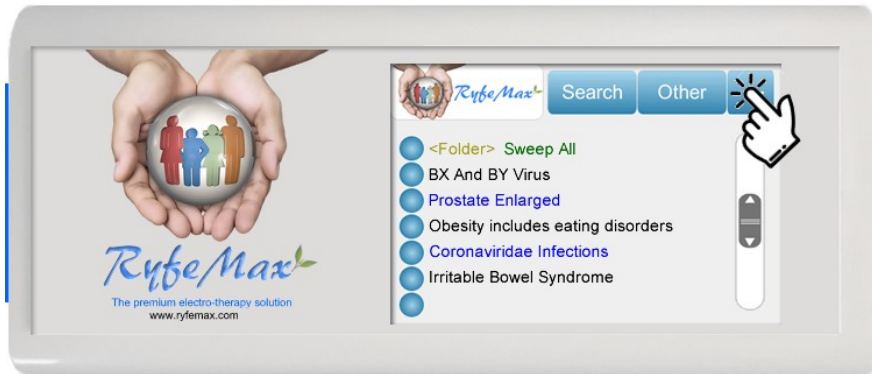 RyfeMax
The premium electro-therapy solution
www.ryfemax.com
RyfeMax
Search
Other
<Folder> Sweep All
BX And BY Virus
Prostate Enlarged
Obesity includes eating disorders
Coronaviridae Infections
Irritable Bowel Syndrome